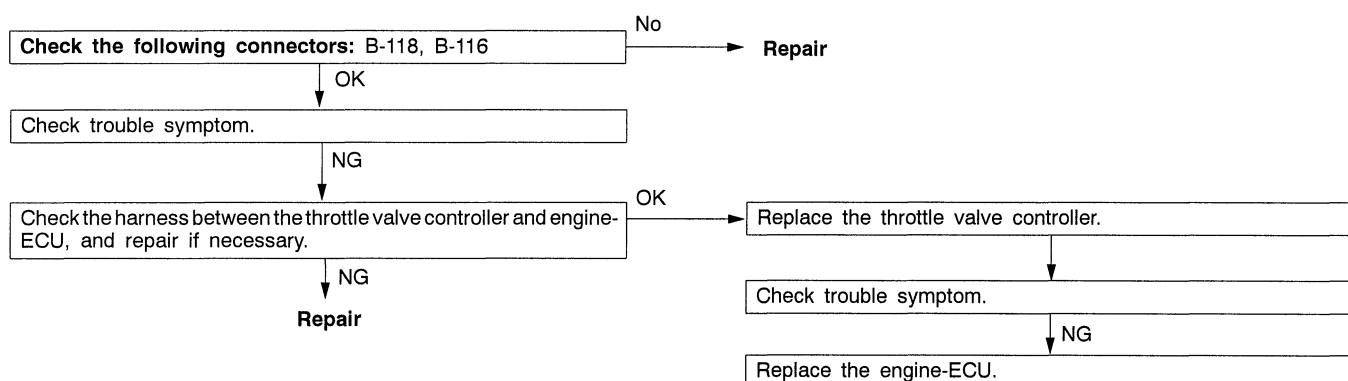 No
Check the following connectors: B-118, B-116
Repair
OK
Check trouble symptom.
NG
Check the harness between the throttle valve controller and engine-
ECU, and repair if necessary.
OK
Replace the throttle valve controller.
NG
Repair
Check trouble symptom.
NG
Replace the engine-ECU.